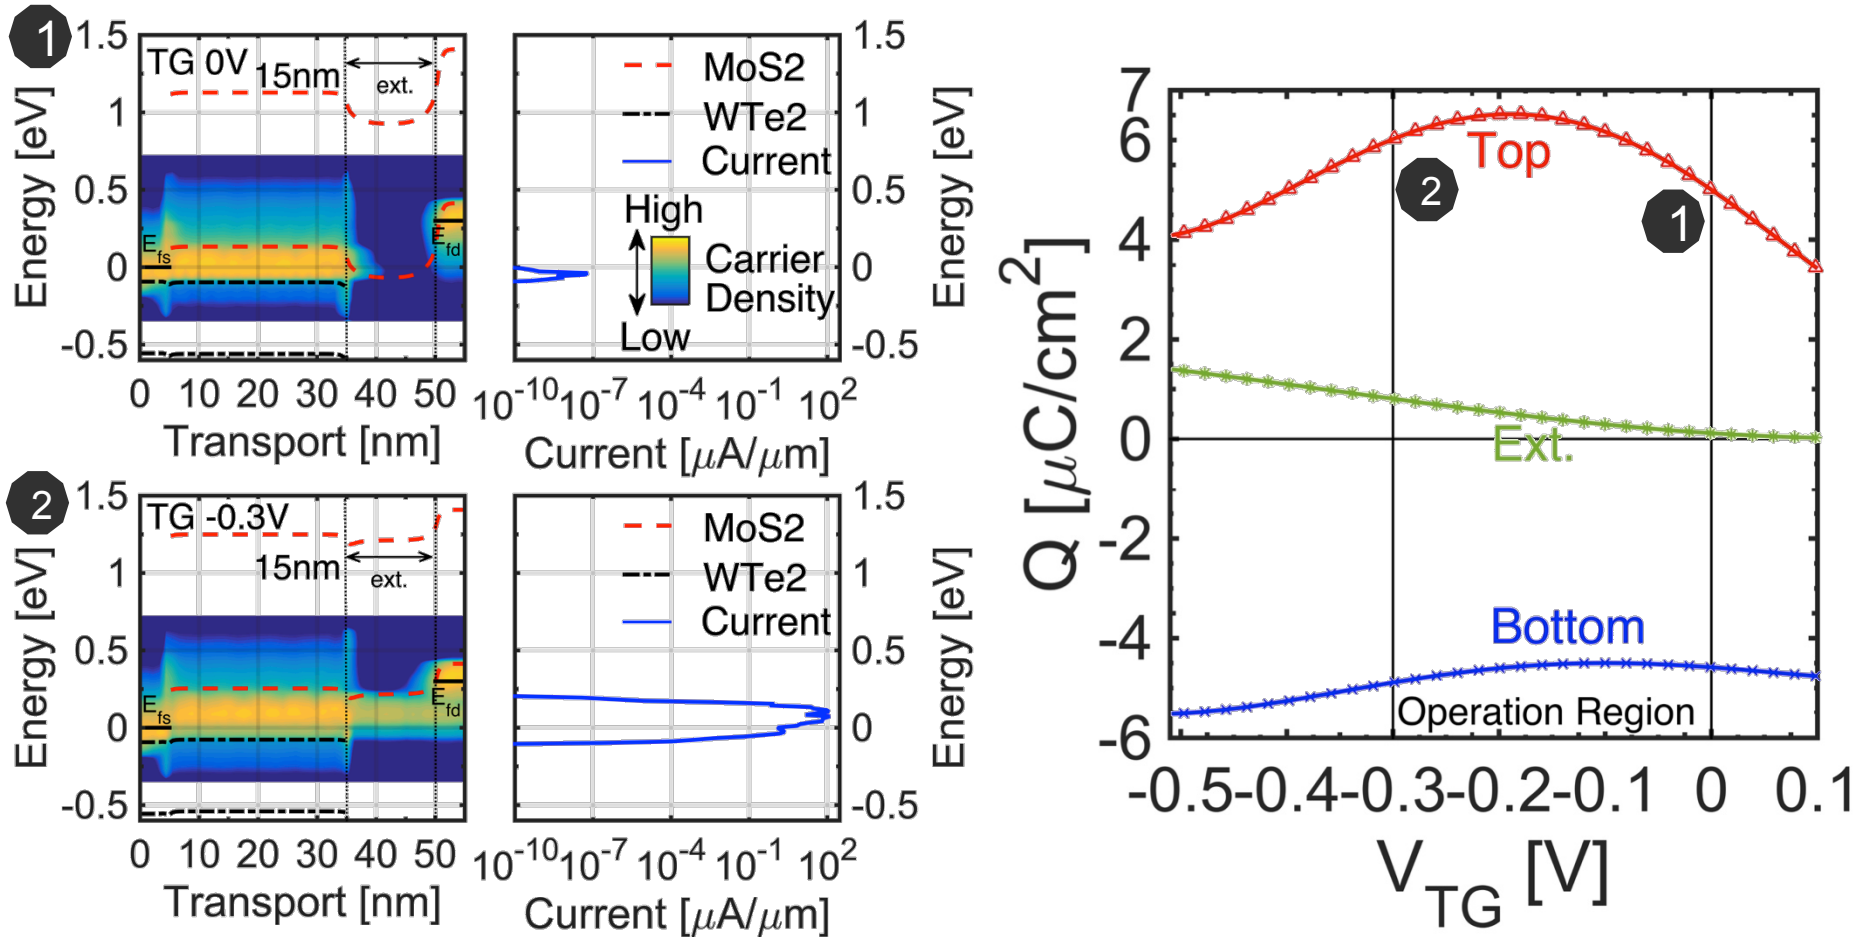 1
1.5
1
0.5
0
-0.5
Energy [eV]
TG 0V
15nm
ext.
E_fs
E_fd
0 10 20 30 40 50
Transport [nm]
MoS2
WTe2
Current
High
Carrier
Density
Low
1.5
1
0.5
0
-0.5
Energy [eV]
10^-10 10^-7 10^-4 10^-1 10^2
Current [μA/μm]
2
1.5
1
0.5
0
-0.5
Energy [eV]
TG -0.3V
15nm
ext.
E_fs
E_fd
0 10 20 30 40 50
Transport [nm]
MoS2
WTe2
Current
1.5
1
0.5
0
-0.5
Energy [eV]
10^-10 10^-7 10^-4 10^-1 10^2
Current [μA/μm]
7
6
4
2
0
-2
-4
-6
Q [μC/cm^2]
Top
2
1
Ext.
Bottom
Operation Region
-0.5 -0.4 -0.3 -0.2 -0.1 0 0.1
V_TG [V]